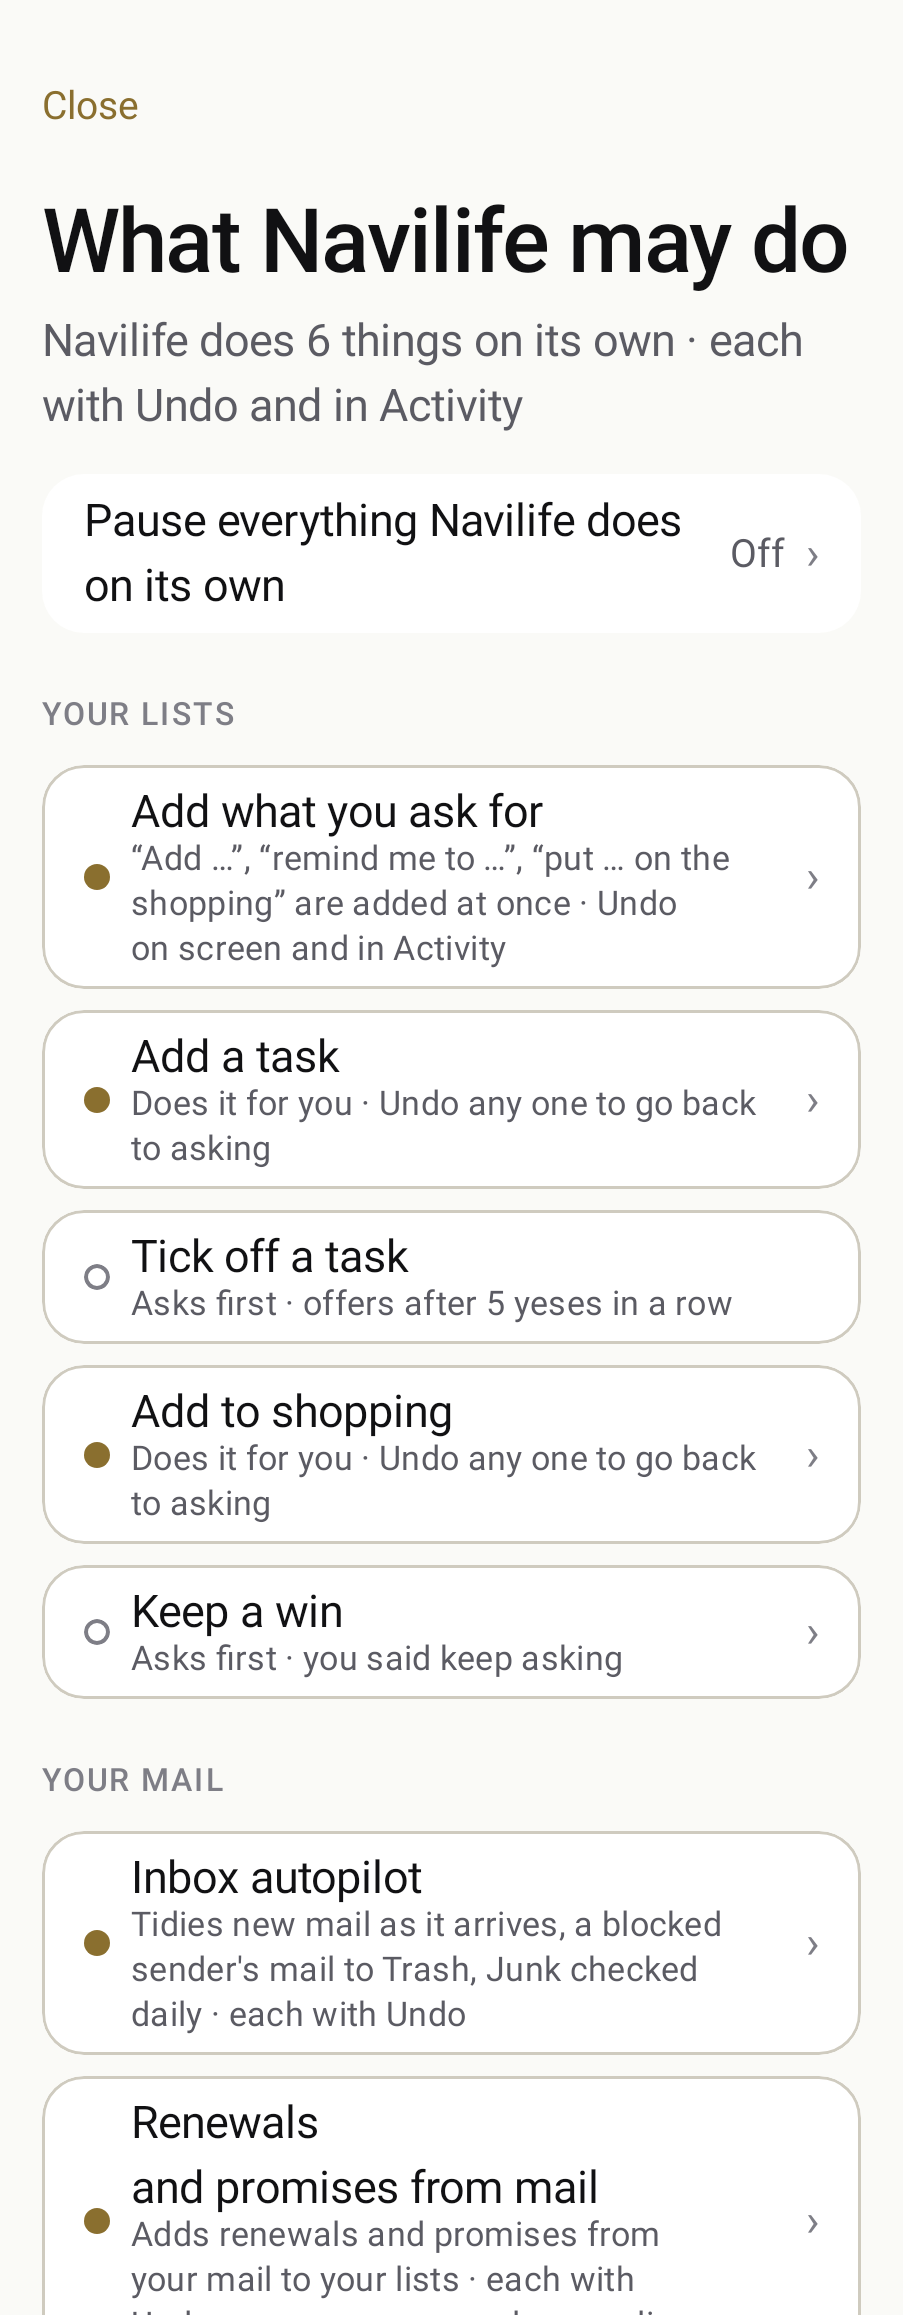 Close
What Navilife may do
Navilife does 6 things on its own · each
with Undo and in Activity
Pause everything Navilife does
on its own
Off ›
YOUR LISTS
Add what you ask for
“Add ...”, “remind me to ...”, “put ... on the
shopping” are added at once · Undo
on screen and in Activity
›
Add a task
Does it for you · Undo any one to go back
to asking
›
Tick off a task
Asks first · offers after 5 yeses in a row
Add to shopping
Does it for you · Undo any one to go back
to asking
›
Keep a win
Asks first · you said keep asking
›
YOUR MAIL
Inbox autopilot
Tidies new mail as it arrives, a blocked
sender's mail to Trash, Junk checked
daily · each with Undo
›
Renewals
and promises from mail
Adds renewals and promises from
your mail to your lists · each with
›